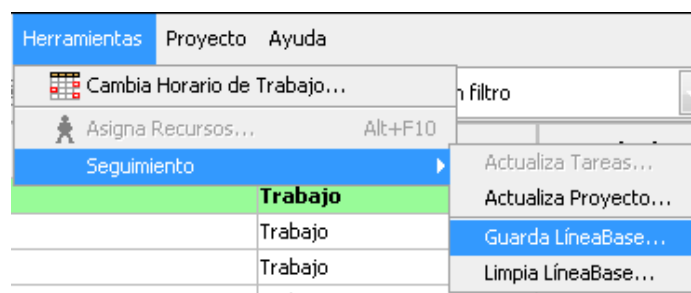 Herramientas Proyecto Ayuda
Cambia Horario de Trabajo...
n filtro
Asigna Recursos... Alt+F10
Seguimiento
Actualiza Tareas...
Trabajo
Actualiza Proyecto...
Trabajo
Guarda LíneaBase...
Trabajo
Limpia LíneaBase...